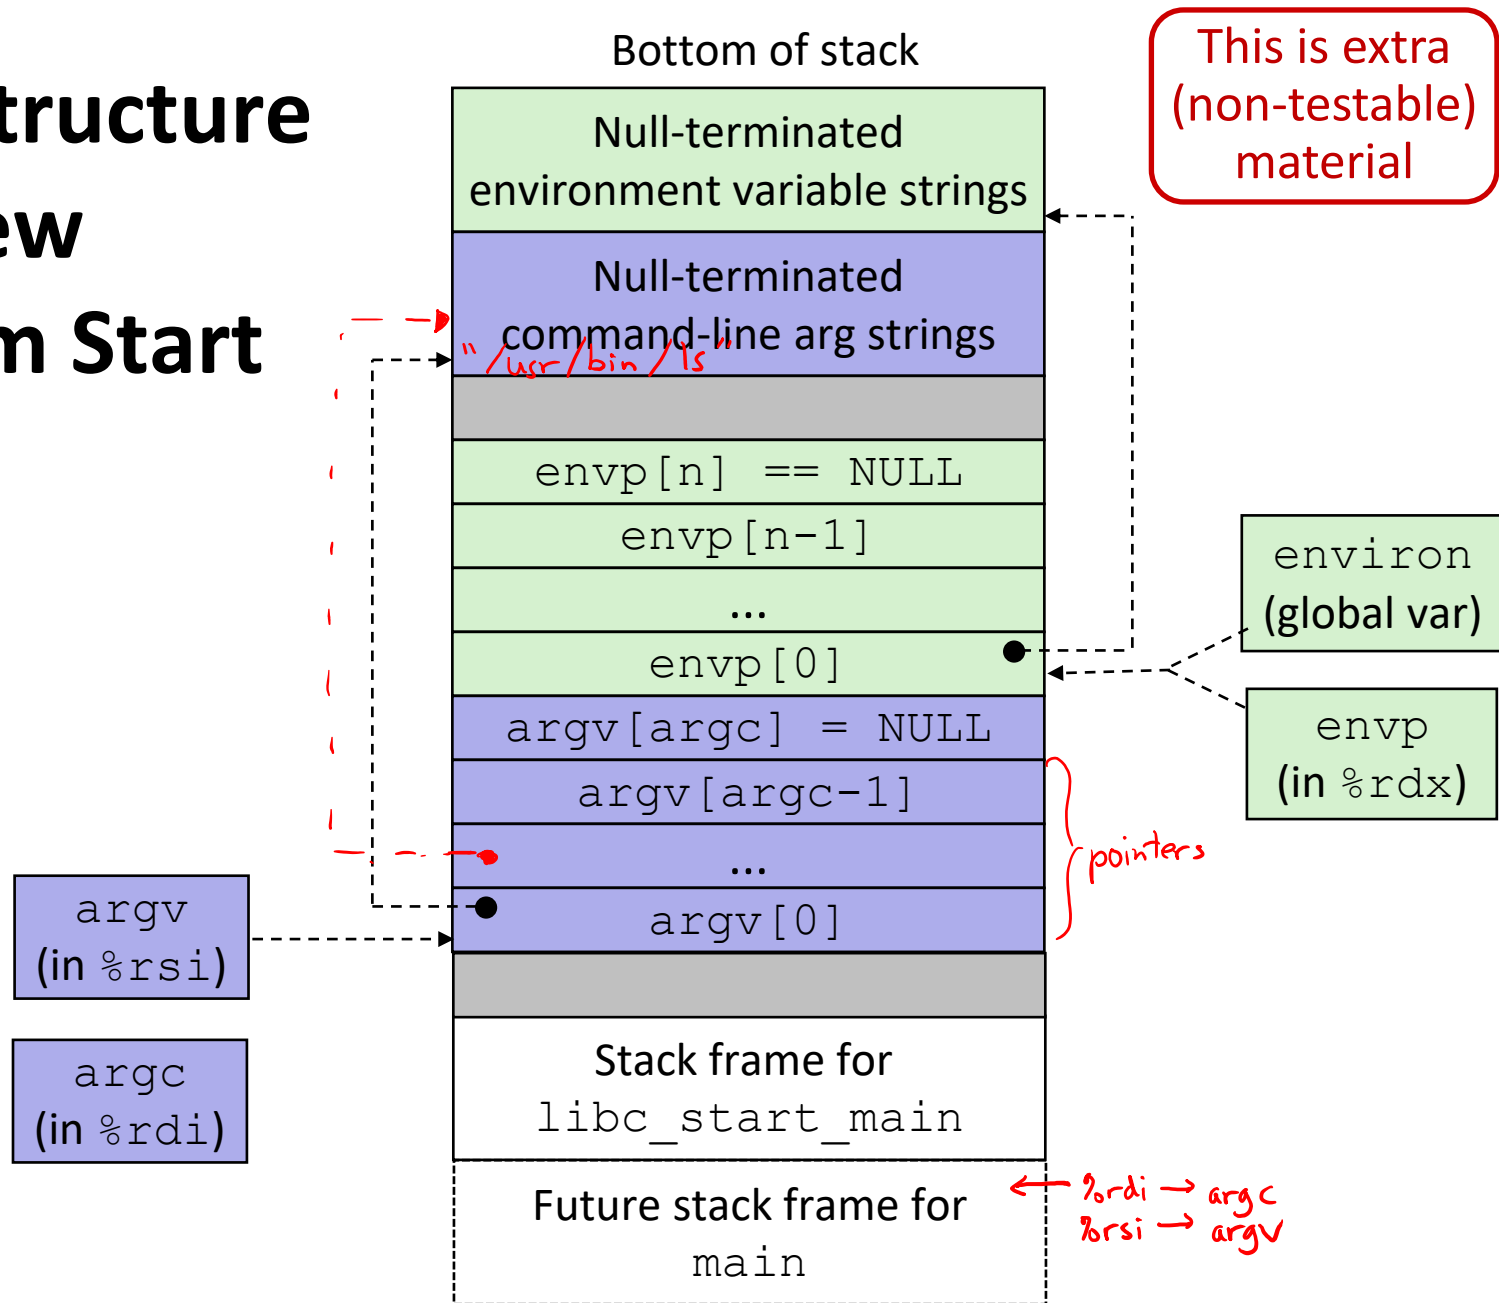 tructure
ew
m Start
Bottom of stack
This is extra
(non-testable)
material
Null-terminated
environment variable strings
Null-terminated
command-line arg strings
"/usr/bin/ls"
envp[n] == NULL
envp[n-1]
...
envp[0]
environ
(global var)
envp
(in %rdx)
argv[argc] = NULL
argv[argc-1]
...
pointers
argv[0]
argv
(in %rsi)
argc
(in %rdi)
Stack frame for
libc_start_main
Future stack frame for
main
← %rdi → argc
%rsi → argv